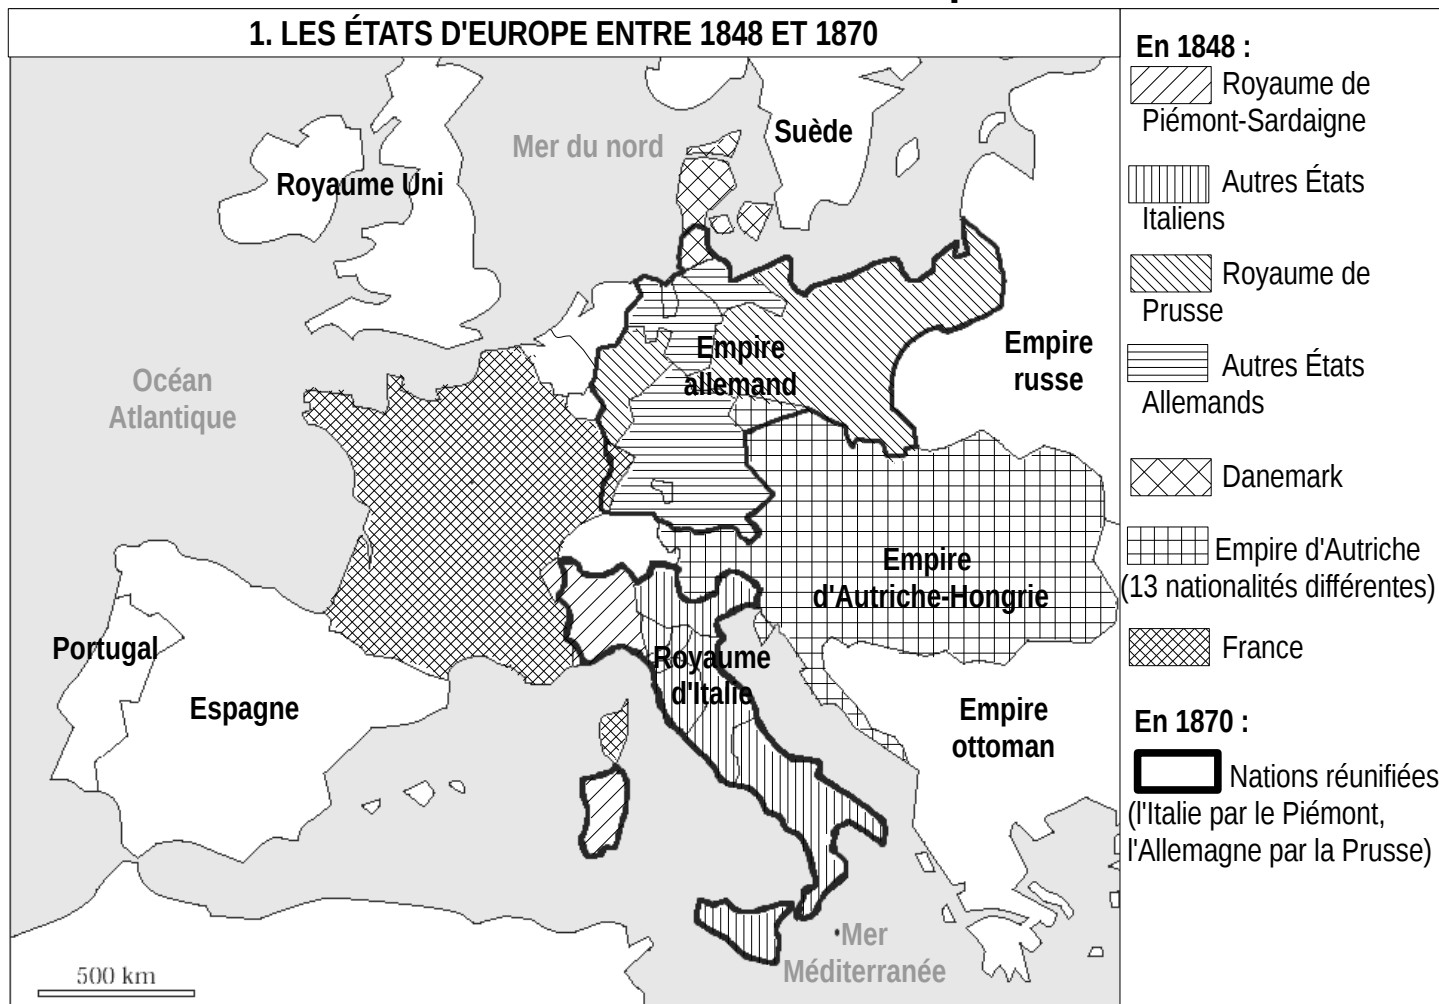 1. LES ÉTATS D'EUROPE ENTRE 1848 ET 1870
Suède
Mer du nord
Royaume Uni
Océan
Atlantique
Empire
allemand
Empire
russe
Empire
d'Autriche-Hongrie
Portugal
Espagne
Royaume
d'Italie
Empire
ottoman
Mer
Méditerranée
500 km
En 1848 :
Royaume de
Piémont-Sardaigne
Autres États
Italiens
Royaume de
Prusse
Autres États
Allemands
Danemark
Empire d'Autriche
(13 nationalités différentes)
France
En 1870 :
Nations réunifiées
(l'Italie par le Piémont,
l'Allemagne par la Prusse)